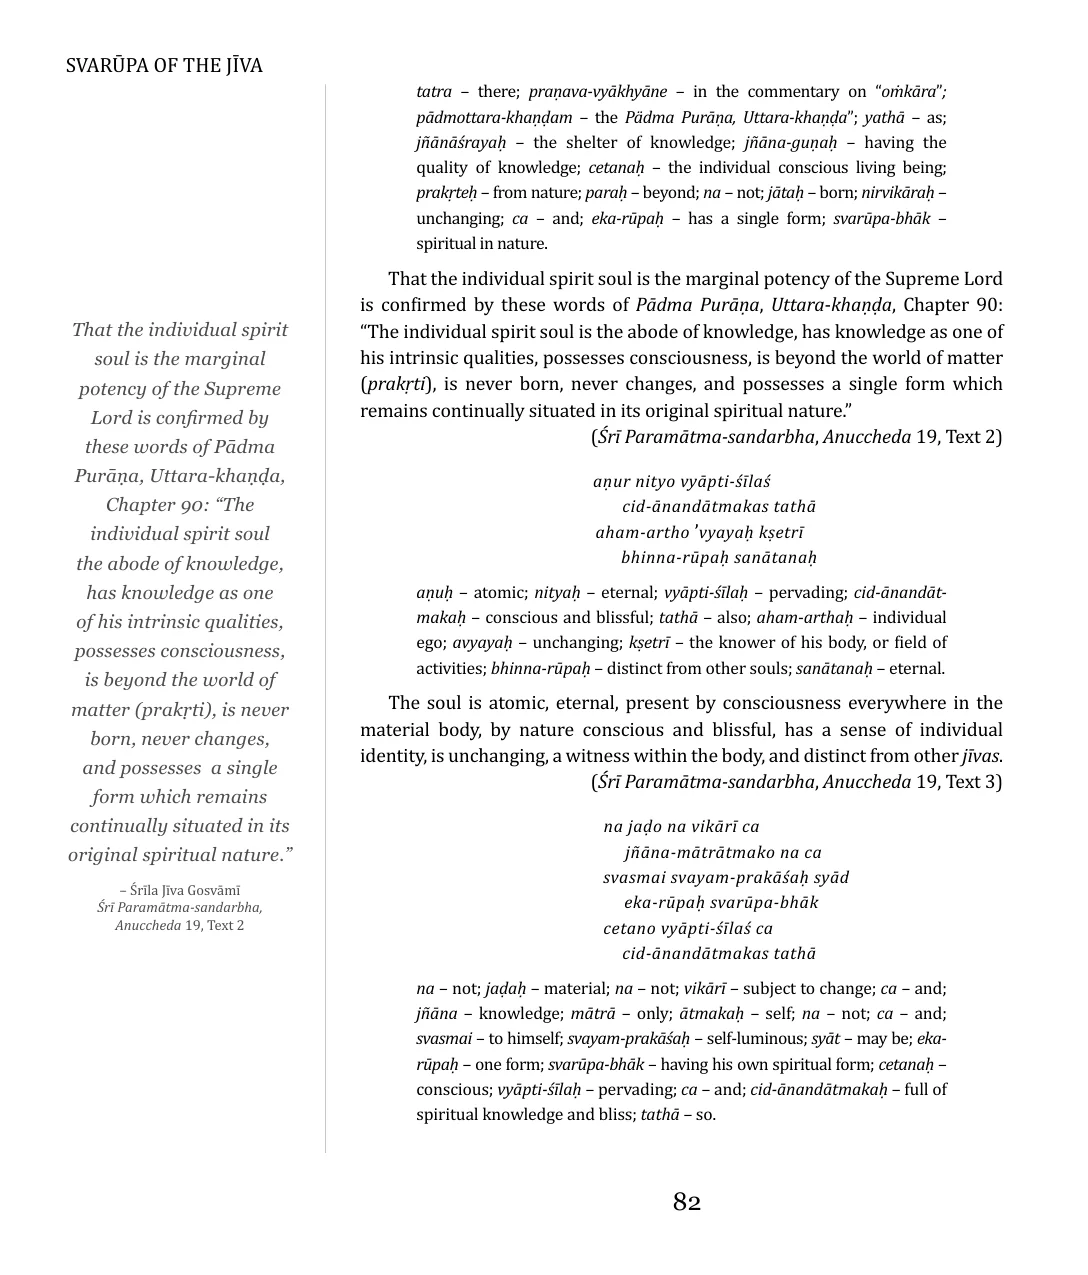 SVARŪPA OF THE JĪVA
tatra – there; praṇava-vyākhyāne – in the commentary on “oṁkāra”;
pādmottara-khaṇḍam – the Pädma Purāṇa, Uttara-khaṇḍa”; yathā – as;
jñānāśrayaḥ – the shelter of knowledge; jñāna-guṇaḥ – having the
quality of knowledge; cetanaḥ – the individual conscious living being;
prakṛteḥ – from nature; paraḥ – beyond; na – not; jātaḥ – born; nirvikāraḥ –
unchanging; ca – and; eka-rūpaḥ – has a single form; svarūpa-bhāk –
spiritual in nature.
That the individual spirit soul is the marginal potency of the Supreme Lord
is confirmed by these words of Pādma Purāṇa, Uttara-khaṇḍa, Chapter 90:
“The individual spirit soul is the abode of knowledge, has knowledge as one of
his intrinsic qualities, possesses consciousness, is beyond the world of matter
(prakṛti), is never born, never changes, and possesses a single form which
remains continually situated in its original spiritual nature.”
(Śrī Paramātma-sandarbha, Anuccheda 19, Text 2)
aṇur nityo vyāpti-śīlaś
cid-ānandātmakas tathā
aham-artho ’vyayaḥ kṣetrī
bhinna-rūpaḥ sanātanaḥ
aṇuḥ – atomic; nityaḥ – eternal; vyāpti-śīlaḥ – pervading; cid-ānandāt-
makaḥ – conscious and blissful; tathā – also; aham-arthaḥ – individual
ego; avyayaḥ – unchanging; kṣetrī – the knower of his body, or field of
activities; bhinna-rūpaḥ – distinct from other souls; sanātanaḥ – eternal.
The soul is atomic, eternal, present by consciousness everywhere in the
material body, by nature conscious and blissful, has a sense of individual
identity, is unchanging, a witness within the body, and distinct from other jīvas.
(Śrī Paramātma-sandarbha, Anuccheda 19, Text 3)
na jaḍo na vikārī ca
jñāna-mātrātmako na ca
svasmai svayam-prakāśaḥ syād
eka-rūpaḥ svarūpa-bhāk
cetano vyāpti-śīlaś ca
cid-ānandātmakas tathā
na – not; jaḍaḥ – material; na – not; vikārī – subject to change; ca – and;
jñāna – knowledge; mātrā – only; ātmakaḥ – self; na – not; ca – and;
svasmai – to himself; svayam-prakāśaḥ – self-luminous; syāt – may be; eka-
rūpaḥ – one form; svarūpa-bhāk – having his own spiritual form; cetanaḥ –
conscious; vyāpti-śīlaḥ – pervading; ca – and; cid-ānandātmakaḥ – full of
spiritual knowledge and bliss; tathā – so.
That the individual spirit
soul is the marginal
potency of the Supreme
Lord is confirmed by
these words of Pādma
Purāṇa, Uttara-khaṇḍa,
Chapter 90: “The
individual spirit soul
the abode of knowledge,
has knowledge as one
of his intrinsic qualities,
possesses consciousness,
is beyond the world of
matter (prakṛti), is never
born, never changes,
and possesses a single
form which remains
continually situated in its
original spiritual nature.”
– Śrīla Jīva Gosvāmī
Śrī Paramātma-sandarbha,
Anuccheda 19, Text 2
82